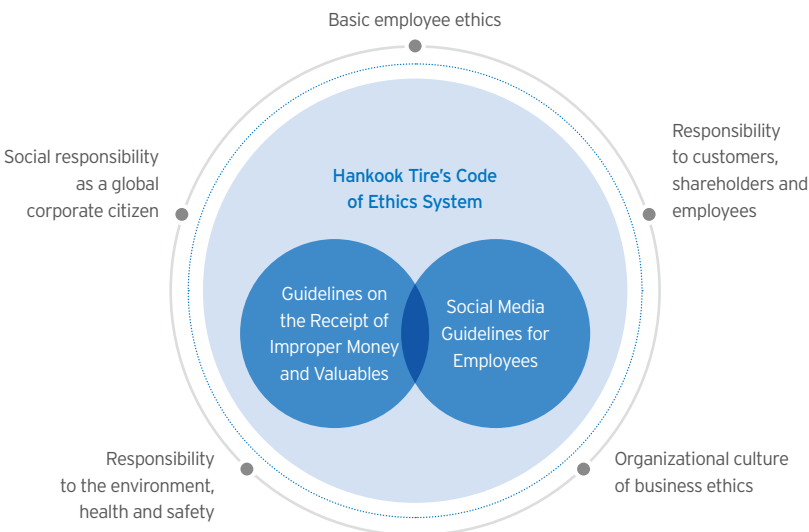 Basic employee ethics
Social responsibility
as a global
corporate citizen
Responsibility
to customers,
shareholders and
employees
Hankook Tire's Code
of Ethics System
Guidelines on
the Receipt of
Improper Money
and Valuables
Social Media
Guidelines for
Employees
Responsibility
to the environment,
health and safety
Organizational culture
of business ethics